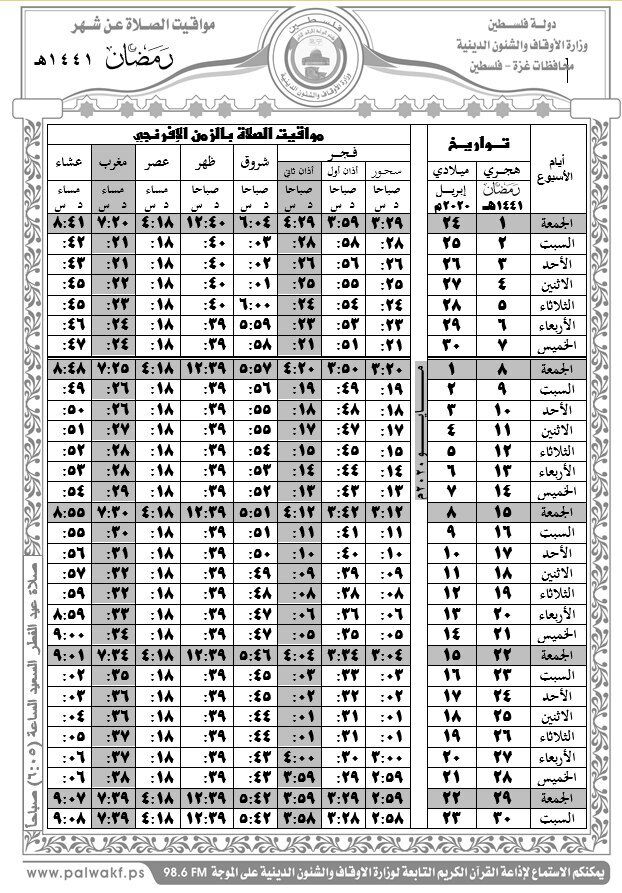 دولة فلسطين
وزارة الأوقاف والشئون الدينية
محافظات غزة - فلسطين
فلسطين
وزارة الأوقاف والشئون الدينية
مواقيت الصلاة عن شهر
رمضان ١٤٤١هـ
أيام الأسبوع تواريخ مواقيت الصلاة بالزمن الإفرنجي
هجري ميلادي فجر شروق ظهر عصر مغرب عشاء
رمضان ١٤٤١هـ إبريل ٢٠٢٠م سحور أذان أول أذان ثاني
صباحا صباحا صباحا صباحا صباحا مساء مساء مساء
د س د س د س د س د س د س د س د س
الجمعة ١ ٢٤ ٣:٢٩ ٣:٥٩ ٤:٢٩ ٦:٠٤ ١٢:٤٠ ٤:١٨ ٧:٢٠ ٨:٤١
السبت ٢ ٢٥ :٢٨ :٥٨ :٢٨ :٠٣ :٤٠ :١٨ :٢١ :٤٢
الأحد ٣ ٢٦ :٢٦ :٥٦ :٢٦ :٠٢ :٤٠ :١٨ :٢١ :٤٣
الاثنين ٤ ٢٧ :٢٥ :٥٥ :٢٥ :٠١ :٤٠ :١٨ :٢٢ :٤٥
الثلاثاء ٥ ٢٨ :٢٤ :٥٤ :٢٤ ٦:٠٠ :٤٠ :١٨ :٢٣ :٤٥
الأربعاء ٦ ٢٩ :٢٣ :٥٣ :٢٣ ٥:٥٩ :٣٩ :١٨ :٢٤ :٤٦
الخميس ٧ ٣٠ :٢١ :٥١ :٢١ :٥٨ :٣٩ :١٨ :٢٤ :٤٧
مايو ٢٠٢٠م
الجمعة ٨ ١ ٣:٢٠ ٣:٥٠ ٤:٢٠ ٥:٥٧ ١٢:٣٩ ٤:١٨ ٧:٢٥ ٨:٤٨
السبت ٩ ٢ :١٩ :٤٩ :١٩ :٥٦ :٣٩ :١٨ :٢٦ :٤٩
الأحد ١٠ ٣ :١٨ :٤٨ :١٨ :٥٥ :٣٩ :١٨ :٢٦ :٥٠
الاثنين ١١ ٤ :١٧ :٤٧ :١٧ :٥٥ :٣٩ :١٨ :٢٧ :٥١
الثلاثاء ١٢ ٥ :١٥ :٤٥ :١٥ :٥٤ :٣٩ :١٨ :٢٨ :٥٢
الأربعاء ١٣ ٦ :١٤ :٤٤ :١٤ :٥٣ :٣٩ :١٨ :٢٨ :٥٣
الخميس ١٤ ٧ :١٣ :٤٣ :١٣ :٥٢ :٣٩ :١٨ :٢٩ :٥٤
الجمعة ١٥ ٨ ٣:١٢ ٣:٤٢ ٤:١٢ ٥:٥١ ١٢:٣٩ ٤:١٨ ٧:٣٠ ٨:٥٥
السبت ١٦ ٩ :١١ :٤١ :١١ :٥١ :٣٩ :١٨ :٣٠ :٥٥
الأحد ١٧ ١٠ :١٠ :٤٠ :١٠ :٥٠ :٣٩ :١٨ :٣١ :٥٦
الاثنين ١٨ ١١ :٠٩ :٣٩ :٠٩ :٤٩ :٣٩ :١٨ :٣٢ :٥٧
الثلاثاء ١٩ ١٢ :٠٨ :٣٨ :٠٨ :٤٨ :٣٩ :١٨ :٣٢ :٥٨
الأربعاء ٢٠ ١٣ :٠٦ :٣٦ :٠٦ :٤٧ :٣٩ :١٨ :٣٣ ٨:٥٩
الخميس ٢١ ١٤ :٠٥ :٣٥ :٠٥ :٤٧ :٣٩ :١٨ :٣٤ ٩:٠٠
الجمعة ٢٢ ١٥ ٣:٠٤ ٣:٣٤ ٤:٠٤ ٥:٤٦ ١٢:٣٩ ٤:١٨ ٧:٣٤ ٩:٠١
السبت ٢٣ ١٦ :٠٣ :٣٣ :٠٣ :٤٥ :٣٩ :١٨ :٣٥ :٠٢
الأحد ٢٤ ١٧ :٠٢ :٣٢ :٠٢ :٤٥ :٣٩ :١٨ :٣٦ :٠٣
الاثنين ٢٥ ١٨ :٠١ :٣١ :٠١ :٤٤ :٣٩ :١٨ :٣٦ :٠٤
الثلاثاء ٢٦ ١٩ :٠١ :٣١ :٠١ :٤٤ :٣٩ :١٨ :٣٧ :٠٥
الأربعاء ٢٧ ٢٠ ٣:٠٠ :٣٠ ٤:٠٠ :٤٣ :٣٩ :١٨ :٣٧ :٠٦
الخميس ٢٨ ٢١ ٢:٥٩ :٢٩ ٣:٥٩ :٤٣ :٣٩ :١٨ :٣٨ :٠٦
الجمعة ٢٩ ٢٢ ٢:٥٩ ٣:٢٩ ٣:٥٩ ٥:٤٢ ١٢:٣٩ ٤:١٨ ٧:٣٩ ٩:٠٧
السبت ٣٠ ٢٣ ٢:٥٨ ٣:٢٨ ٣:٥٨ ٥:٤٢ ١٢:٣٩ ٤:١٨ ٧:٣٩ ٩:٠٨
صلاة عيد الفطر السعيد الساعة (٦:٠٥) صباحاً
يمكنكم الاستماع لإذاعة القرآن الكريم التابعة لوزارة الاوقاف والشئون الدينية على الموجة 98.6 FM www.palwakf.ps